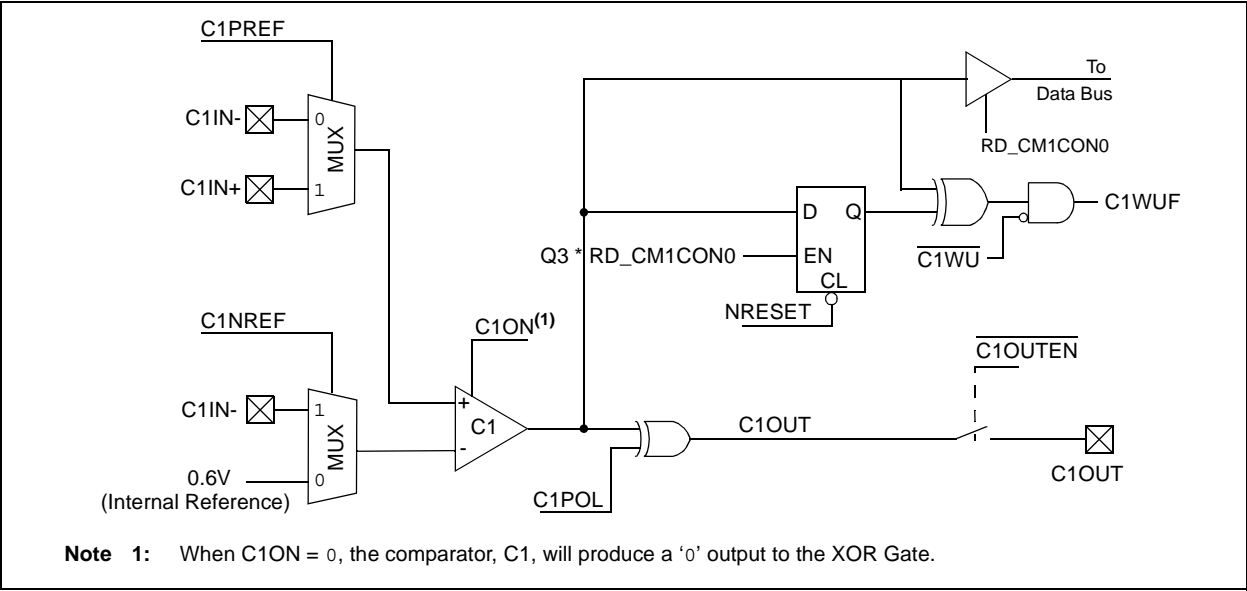 C1PREF
C1IN-
0
MUX
C1IN+
1
To
Data Bus
RD_CM1CON0
D
Q
C1WUF
Q3 * RD_CM1CON0
EN
C1WU
CL
NRESET
C1NREF
C1ON(1)
C1OUTEN
C1IN-
1
MUX
+
C1
-
C1OUT
0.6V
(Internal Reference)
0
C1OUT
C1POL
Note 1: When C1ON = 0, the comparator, C1, will produce a ‘0’ output to the XOR Gate.